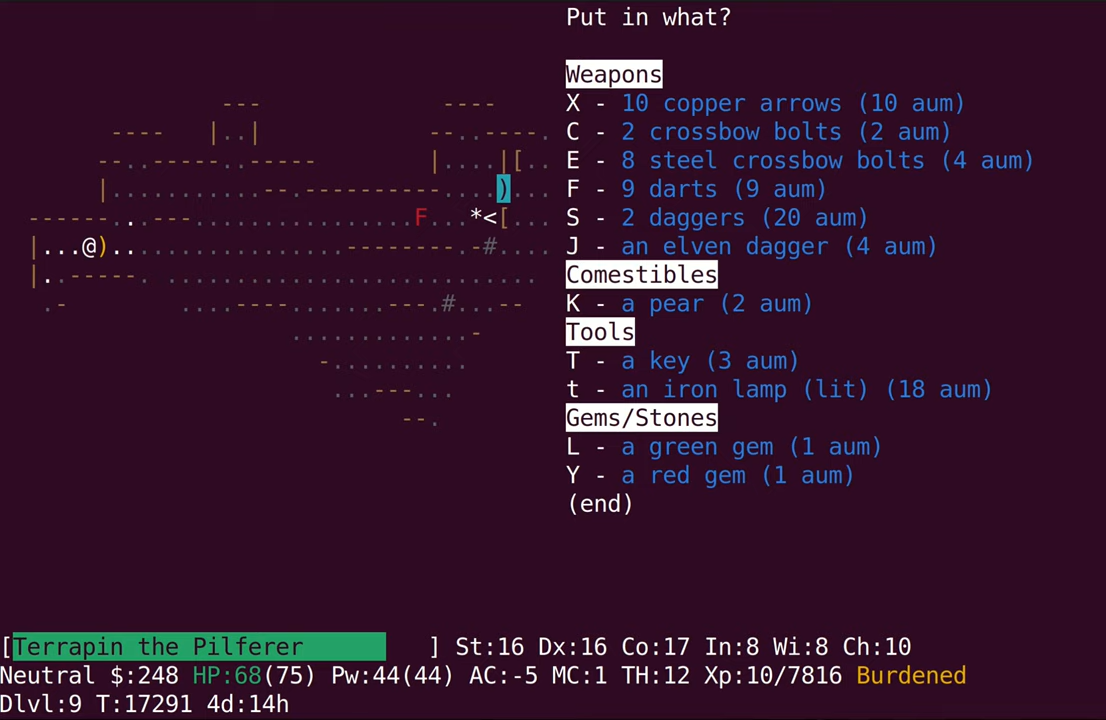 Put in what?
Weapons
--- ---- X - 10 copper arrows (10 aum)
---- |..| --..----. C - 2 crossbow bolts (2 aum)
--..-----..----- |....|[.. E - 8 steel crossbow bolts (4 aum)
|...........--.----------....)... F - 9 darts (9 aum)
------...---.................F...*<[... S - 2 daggers (20 aum)
|...@)...................--------.-#.... J - an elven dagger (4 aum)
|..-----. ........................... Comestibles
.- ....----.......---.#...-- K - a pear (2 aum)
.............- Tools
-.......... T - a key (3 aum)
...---... t - an iron lamp (lit) (18 aum)
--. Gems/Stones
L - a green gem (1 aum)
Y - a red gem (1 aum)
(end)
[Terrapin the Pilferer ] St:16 Dx:16 Co:17 In:8 Wi:8 Ch:10
Neutral $:248 HP:68(75) Pw:44(44) AC:-5 MC:1 TH:12 Xp:10/7816 Burdened
Dlvl:9 T:17291 4d:14h